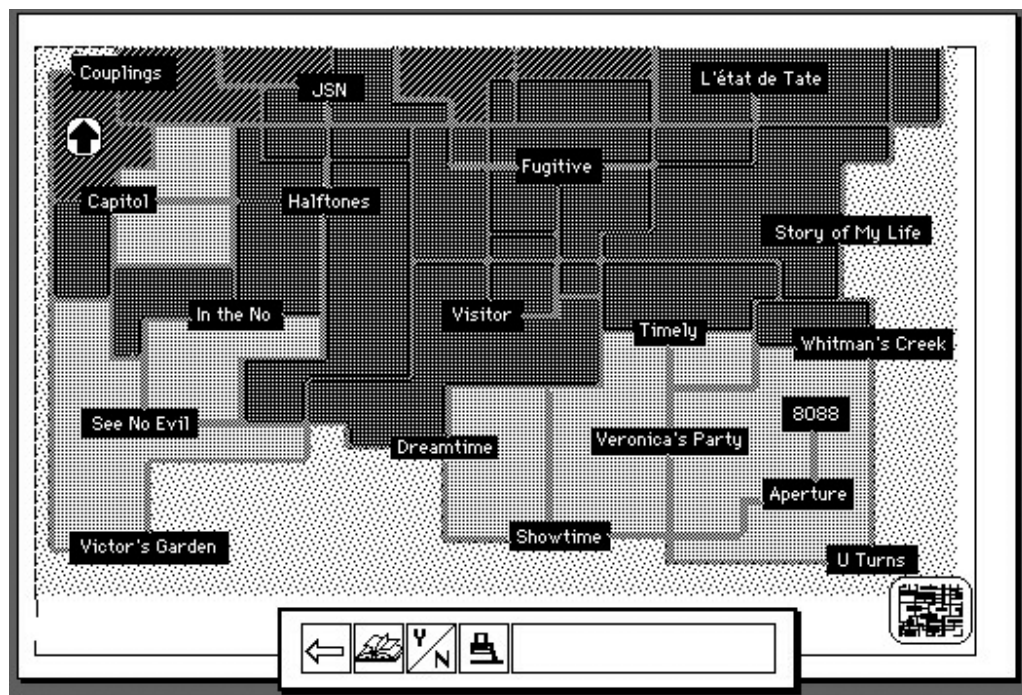 Couplings
JSN
L'état de Tate
Fugitive
Capitol
Halftones
Story of My Life
In the No
Visitor
Timely
Whitman's Creek
8088
See No Evil
Veronica's Party
Dreamtime
Aperture
Showtime
Victor's Garden
U Turns
Y
N